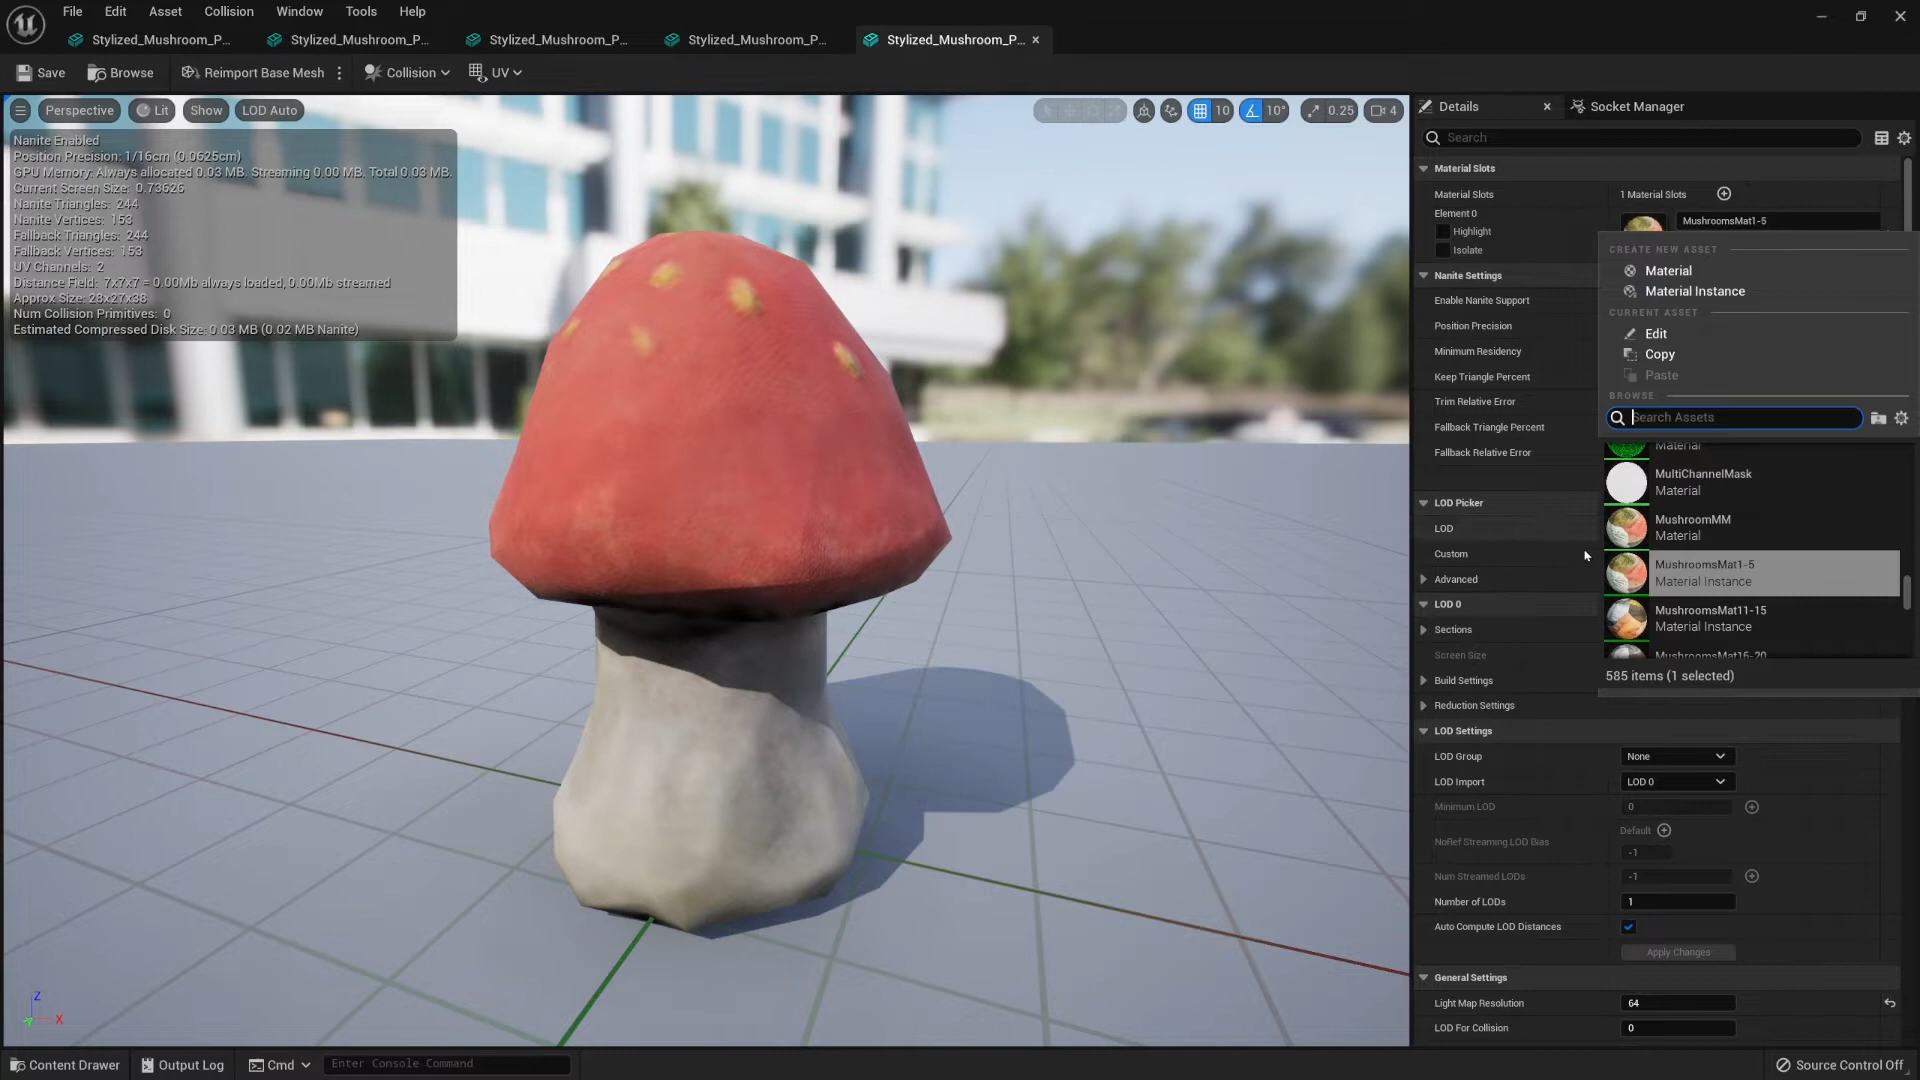 File Edit Asset Collision Window Tools Help
Stylized_Mushroom_P... Stylized_Mushroom_P... Stylized_Mushroom_P... Stylized_Mushroom_P... Stylized_Mushroom_P...
Save Browse Reimport Base Mesh Collision UV
Perspective Lit Show LOD Auto 10 10° 0.25 4
Nanite Enabled
Position Precision: 1/16cm (0.0625cm)
GPU Memory: Always allocated 0.03 MB. Streaming 0.00 MB. Total 0.03 MB.
Current Screen Size: 0.73626
Nanite Triangles: 244
Nanite Vertices: 153
Fallback Triangles: 244
Fallback Vertices: 153
UV Channels: 2
Distance Field: 7x7x7 = 0.00Mb always loaded, 0.00Mb streamed
Approx Size: 28x27x38
Num Collision Primitives: 0
Estimated Compressed Disk Size: 0.03 MB (0.02 MB Nanite)
Z
X
Details Socket Manager
Search
Material Slots
Material Slots 1 Material Slots
Element 0 MushroomsMat1-5
Highlight
Isolate
Nanite Settings
Enable Nanite Support
Position Precision
Minimum Residency
Keep Triangle Percent
Trim Relative Error
Fallback Triangle Percent
Fallback Relative Error
LOD Picker
LOD
Custom
Advanced
LOD 0
Sections
Screen Size
Build Settings
Reduction Settings
CREATE NEW ASSET
Material
Material Instance
CURRENT ASSET
Edit
Copy
Paste
BROWSE
Search Assets
Material
MultiChannelMask
Material
MushroomMM
Material
MushroomsMat1-5
Material Instance
MushroomsMat11-15
Material Instance
MushroomsMat16-20
585 items (1 selected)
LOD Settings
LOD Group None
LOD Import LOD 0
Minimum LOD 0
Default
NoRef Streaming LOD Bias
-1
Num Streamed LODs -1
Number of LODs 1
Auto Compute LOD Distances
Apply Changes
General Settings
Light Map Resolution 64
LOD For Collision 0
Content Drawer Output Log Cmd Enter Console Command Source Control Off